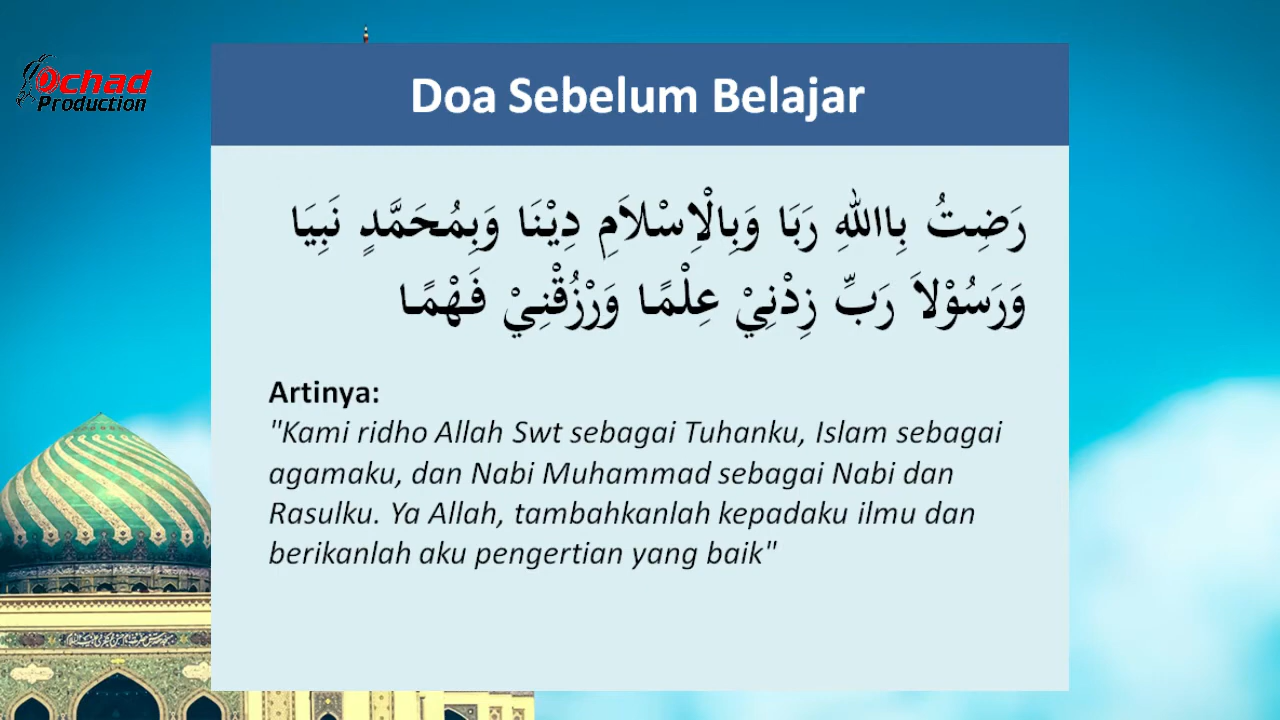 Ochad
Production
Doa Sebelum Belajar
رَضِتُ بِااللهِ رَبَا وَبِالْاِسْلاَمِ دِيْنَا وَبِمُحَمَّدٍ نَبِيَا
وَرَسُوْلاَ رَبِّ زِدْنِيْ عِلْمًا وَرْزُقْنِيْ فَهْمًا
Artinya:
"Kami ridho Allah Swt sebagai Tuhanku, Islam sebagai
agamaku, dan Nabi Muhammad sebagai Nabi dan
Rasulku. Ya Allah, tambahkanlah kepadaku ilmu dan
berikanlah aku pengertian yang baik"